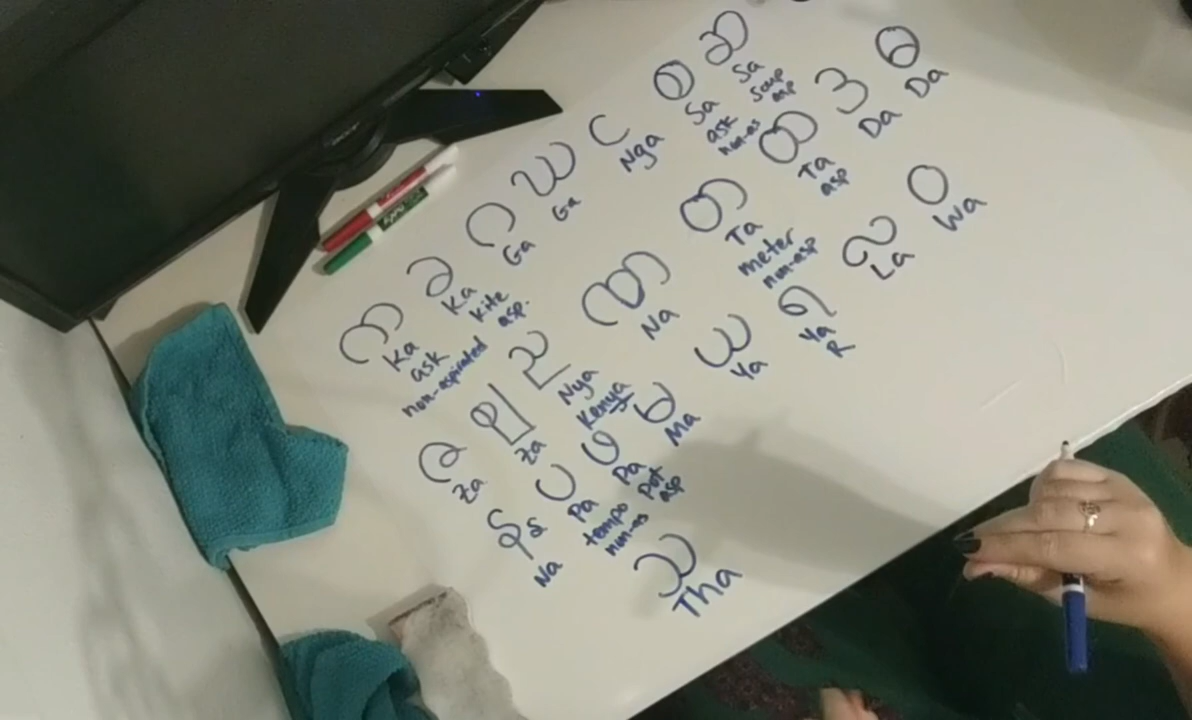 က ခ ဂ ဃ င စ ဆ
Ka Ka Ga Ga Nga Sa Sa
ask kite ask soup
non-aspirated asp. non-as asp
ဇ ဈ ဉ ဏ တ ထ ဒ ဓ
Za Za Nya Na Ta Ta Da Da
Kenya meter asp
non-asp
န ပ ဖ မ ယ ရ လ ဝ
Na Pa Pa Ma Ya Ya La Wa
tempo pot R
non-as asp
သ
Tha